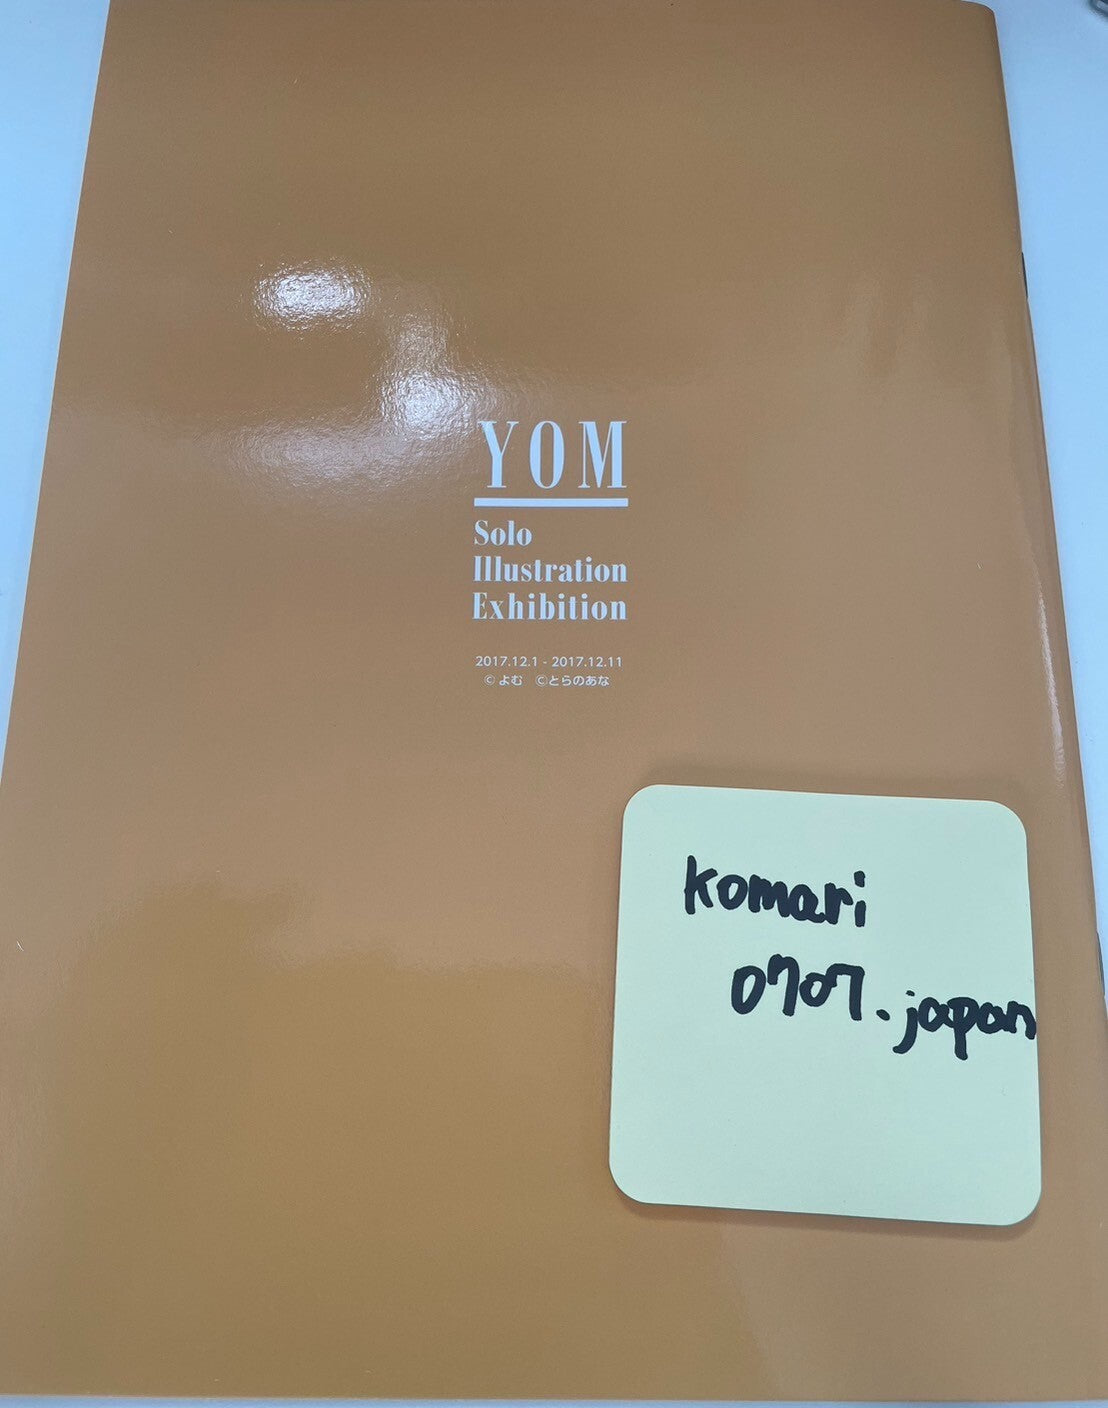 YOM
Solo
Illustration
Exhibition
2017.12.1 - 2017.12.11
© よむ ©とらのあな
komari
0707.japan